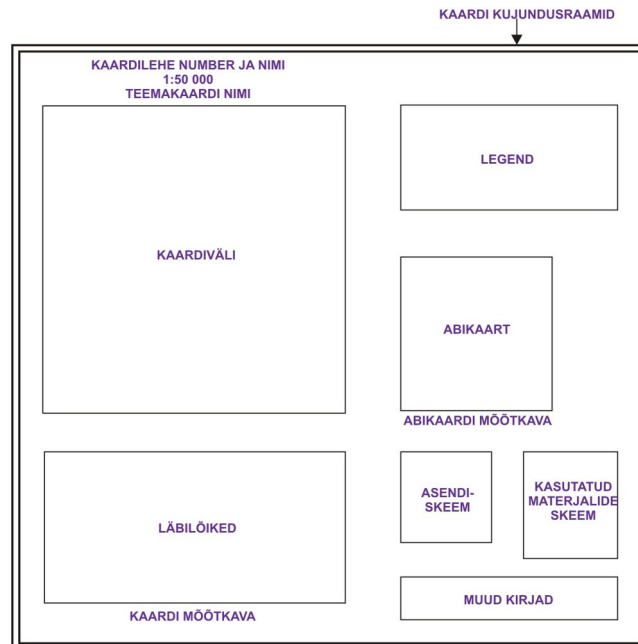 KAARDI KUJUNDUSRAAMID
KAARDILEHE NUMBER JA NIMI
1:50 000
TEEMAKAARDI NIMI
LEGEND
KAARDIVÄLI
ABIKAART
ABIKAARDI MÕÕTKAVA
LÄBILÕIKED
ASENDI-
SKEEM
KASUTATUD
MATERJALIDE
SKEEM
MUUD KIRJAD
KAARDI MÕÕTKAVA